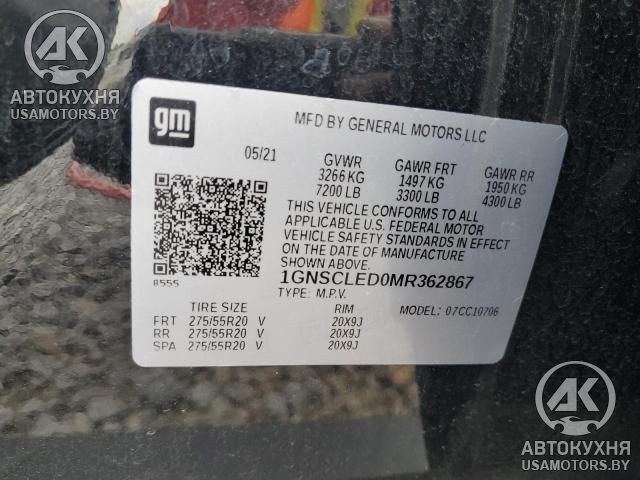 AK
АВТОКУХНЯ
USAMOTORS.BY
gm
MFD BY GENERAL MOTORS LLC
05/21 GVWR GAWR FRT GAWR RR
3266 KG 1497 KG 1950 KG
7200 LB 3300 LB 4300 LB
THIS VEHICLE CONFORMS TO ALL
APPLICABLE U.S. FEDERAL MOTOR
VEHICLE SAFETY STANDARDS IN EFFECT
ON THE DATE OF MANUFACTURE
SHOWN ABOVE.
8555
1GNSCLED0MR362867
TYPE: M.P.V. MODEL: 07CC10706
TIRE SIZE RIM
FRT 275/55R20 V 20X9J
RR 275/55R20 V 20X9J
SPA 275/55R20 V 20X9J
AK
АВТОКУХНЯ
USAMOTORS.BY